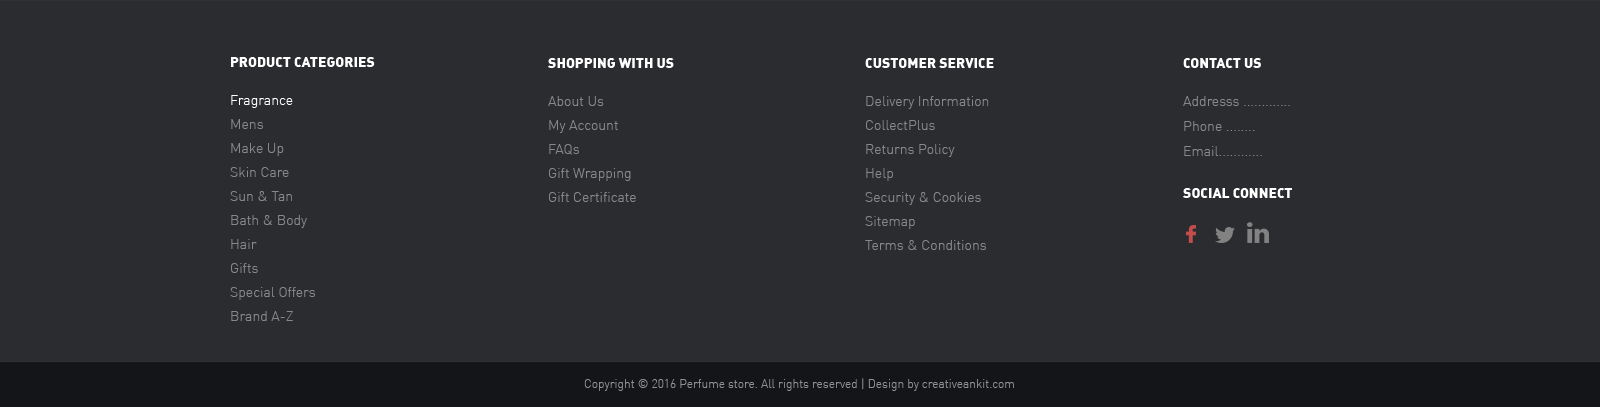 PRODUCT CATEGORIES
Fragrance
Mens
Make Up
Skin Care
Sun & Tan
Bath & Body
Hair
Gifts
Special Offers
Brand A-Z
SHOPPING WITH US
About Us
My Account
FAQs
Gift Wrapping
Gift Certificate
CUSTOMER SERVICE
Delivery Information
CollectPlus
Returns Policy
Help
Security & Cookies
Sitemap
Terms & Conditions
CONTACT US
Addresss .............
Phone ........
Email............
SOCIAL CONNECT
Copyright © 2016 Perfume store. All rights reserved | Design by creativeankit.com